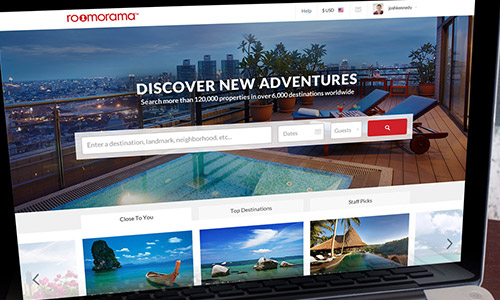 roomorama™
Help $ USD joshkennedy
DISCOVER NEW ADVENTURES
Search more than 120,000 properties in over 6,000 destinations worldwide
Enter a destination, landmark, neighborhood, etc... Dates Guests
Close To You Top Destinations Staff Picks